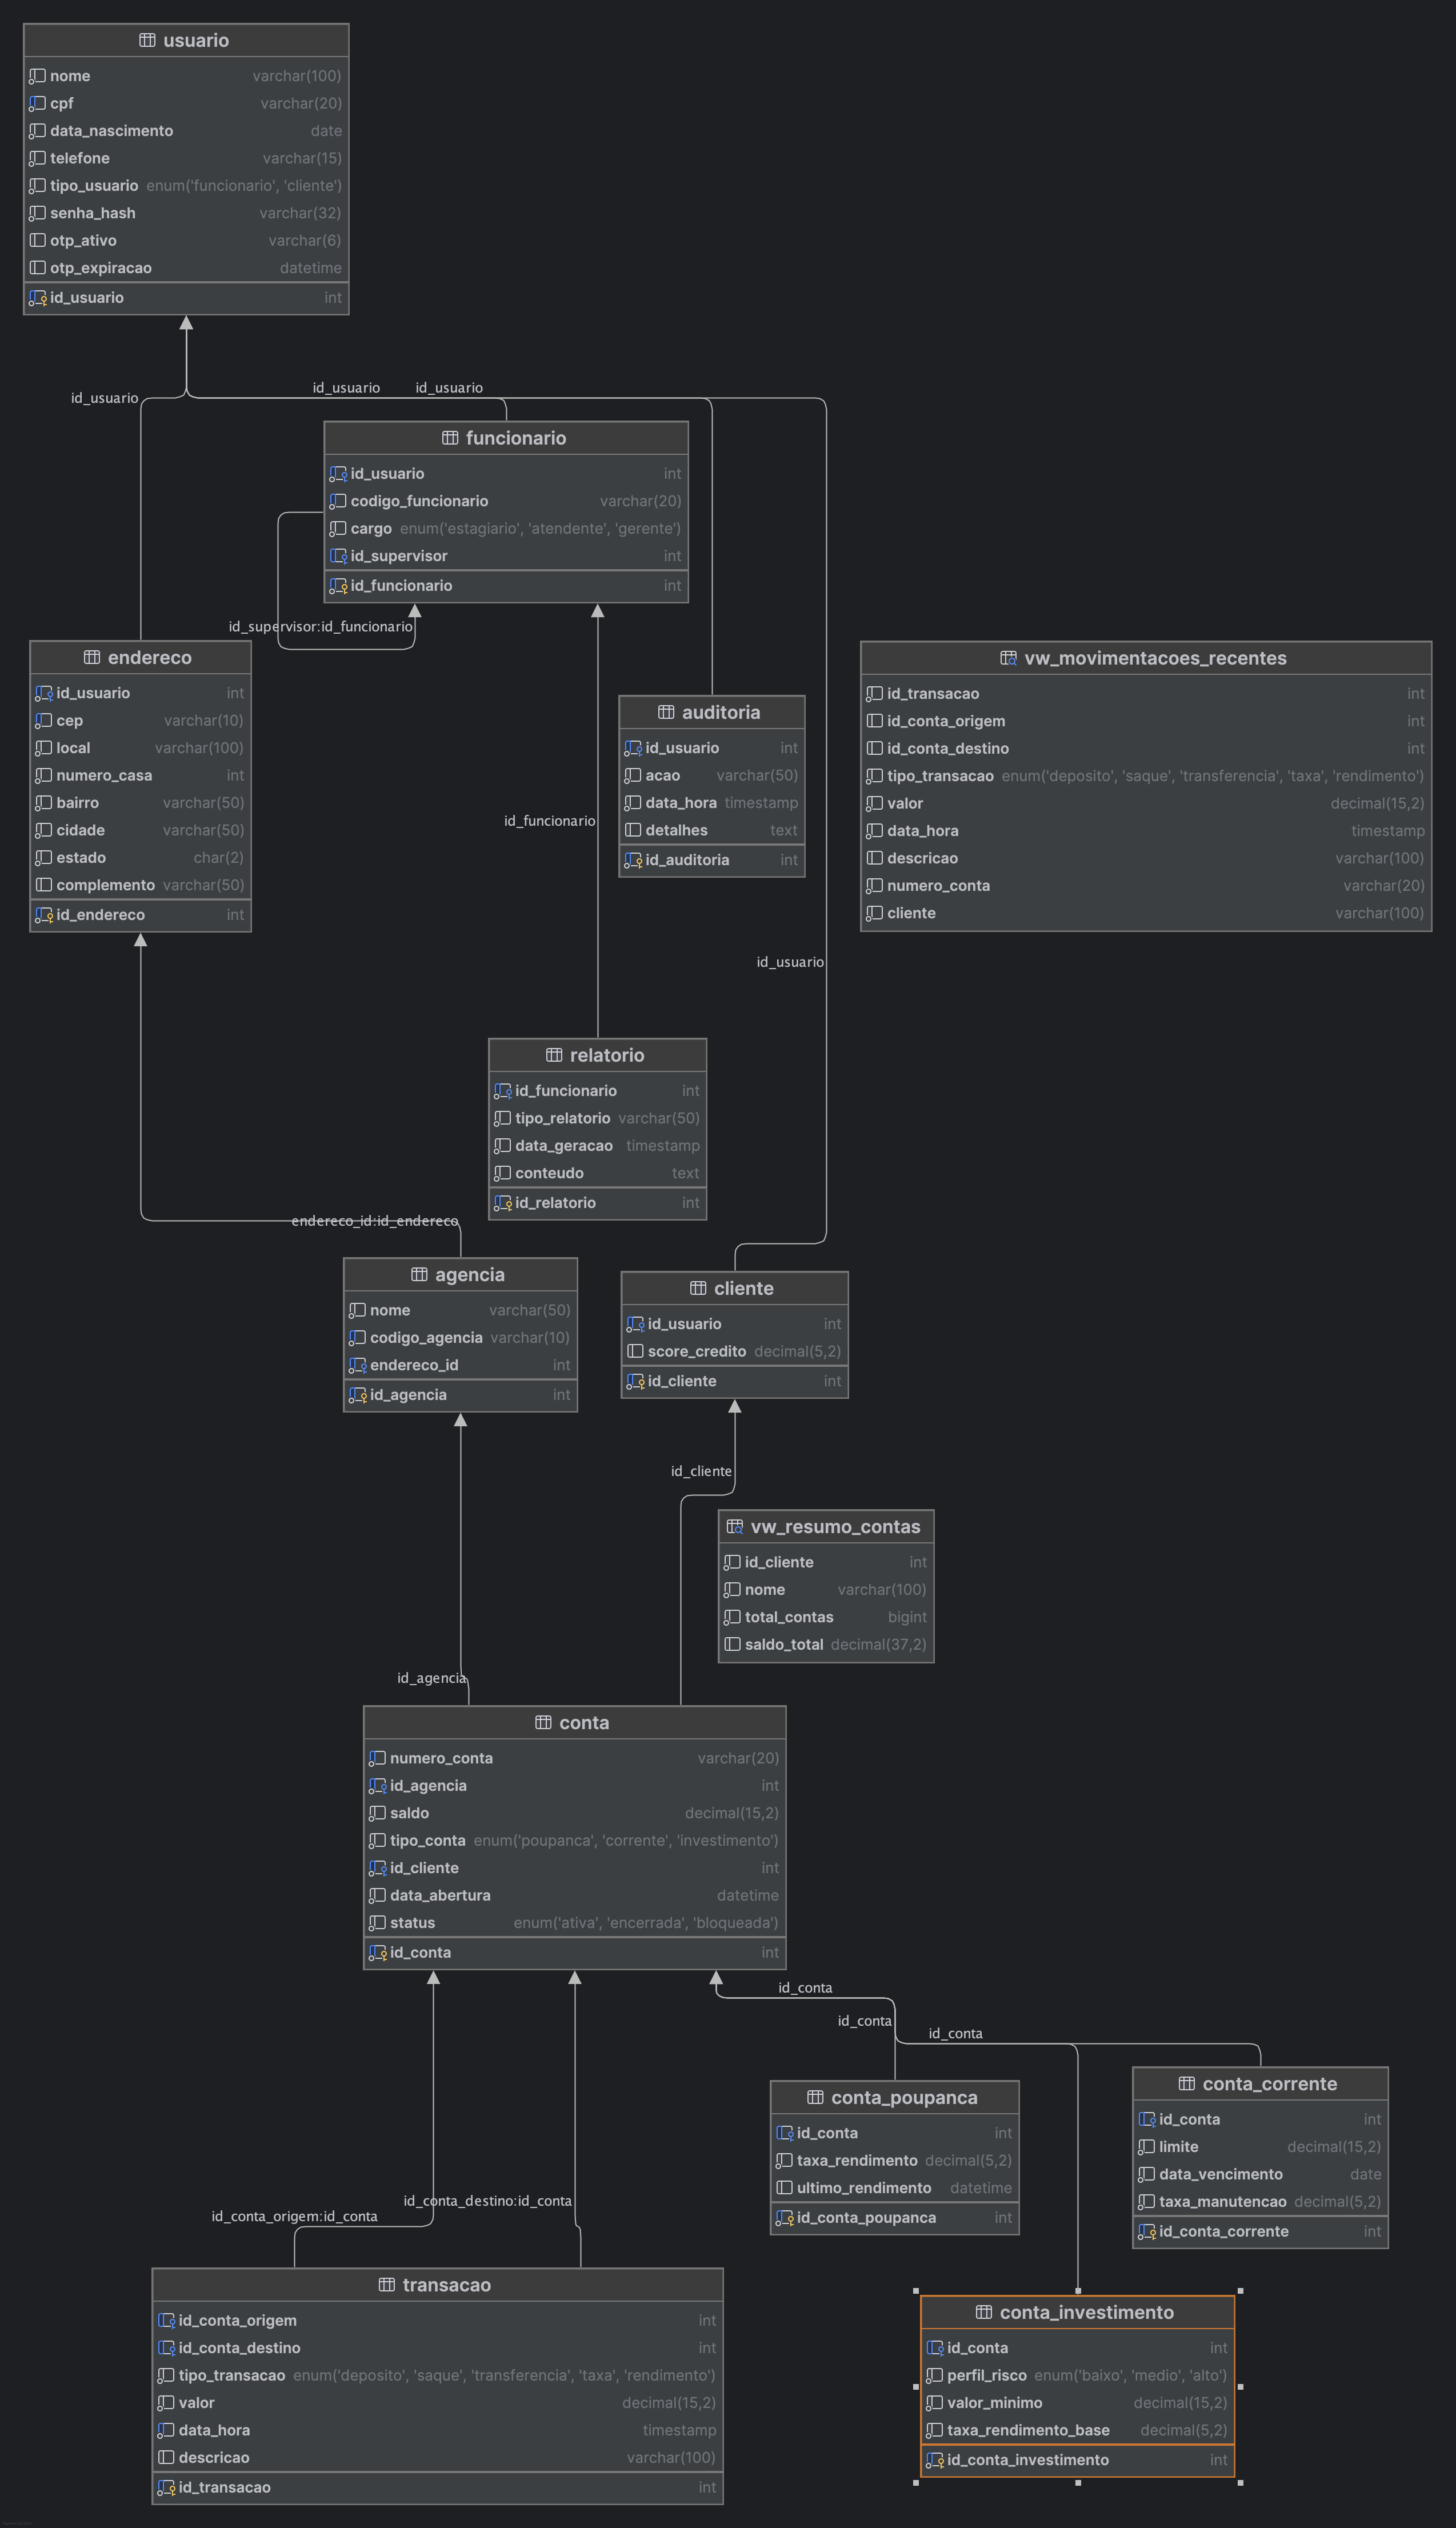 usuario
nome varchar(100)
cpf varchar(20)
data_nascimento date
telefone varchar(15)
tipo_usuario enum('funcionario', 'cliente')
senha_hash varchar(32)
otp_ativo varchar(6)
otp_expiracao datetime
id_usuario int
id_usuario
id_usuario
id_usuario
funcionario
id_usuario int
codigo_funcionario varchar(20)
cargo enum('estagiario', 'atendente', 'gerente')
id_supervisor int
id_funcionario int
id_supervisor:id_funcionario
endereco
id_usuario int
cep varchar(10)
local varchar(100)
numero_casa int
bairro varchar(50)
cidade varchar(50)
estado char(2)
complemento varchar(50)
id_endereco int
auditoria
id_usuario int
acao varchar(50)
data_hora timestamp
detalhes text
id_auditoria int
vw_movimentacoes_recentes
id_transacao int
id_conta_origem int
id_conta_destino int
tipo_transacao enum('deposito', 'saque', 'transferencia', 'taxa', 'rendimento')
valor decimal(15,2)
data_hora timestamp
descricao varchar(100)
numero_conta varchar(20)
cliente varchar(100)
id_funcionario
id_usuario
relatorio
id_funcionario int
tipo_relatorio varchar(50)
data_geracao timestamp
conteudo text
id_relatorio int
endereco_id:id_endereco
agencia
nome varchar(50)
codigo_agencia varchar(10)
endereco_id int
id_agencia int
cliente
id_usuario int
score_credito decimal(5,2)
id_cliente int
id_cliente
vw_resumo_contas
id_cliente int
nome varchar(100)
total_contas bigint
saldo_total decimal(37,2)
id_agencia
conta
numero_conta varchar(20)
id_agencia int
saldo decimal(15,2)
tipo_conta enum('poupanca', 'corrente', 'investimento')
id_cliente int
data_abertura datetime
status enum('ativa', 'encerrada', 'bloqueada')
id_conta int
id_conta
id_conta
id_conta
conta_poupanca
id_conta int
taxa_rendimento decimal(5,2)
ultimo_rendimento datetime
id_conta_poupanca int
conta_corrente
id_conta int
limite decimal(15,2)
data_vencimento date
taxa_manutencao decimal(5,2)
id_conta_corrente int
id_conta_destino:id_conta
id_conta_origem:id_conta
transacao
id_conta_origem int
id_conta_destino int
tipo_transacao enum('deposito', 'saque', 'transferencia', 'taxa', 'rendimento')
valor decimal(15,2)
data_hora timestamp
descricao varchar(100)
id_transacao int
conta_investimento
id_conta int
perfil_risco enum('baixo', 'medio', 'alto')
valor_minimo decimal(15,2)
taxa_rendimento_base decimal(5,2)
id_conta_investimento int